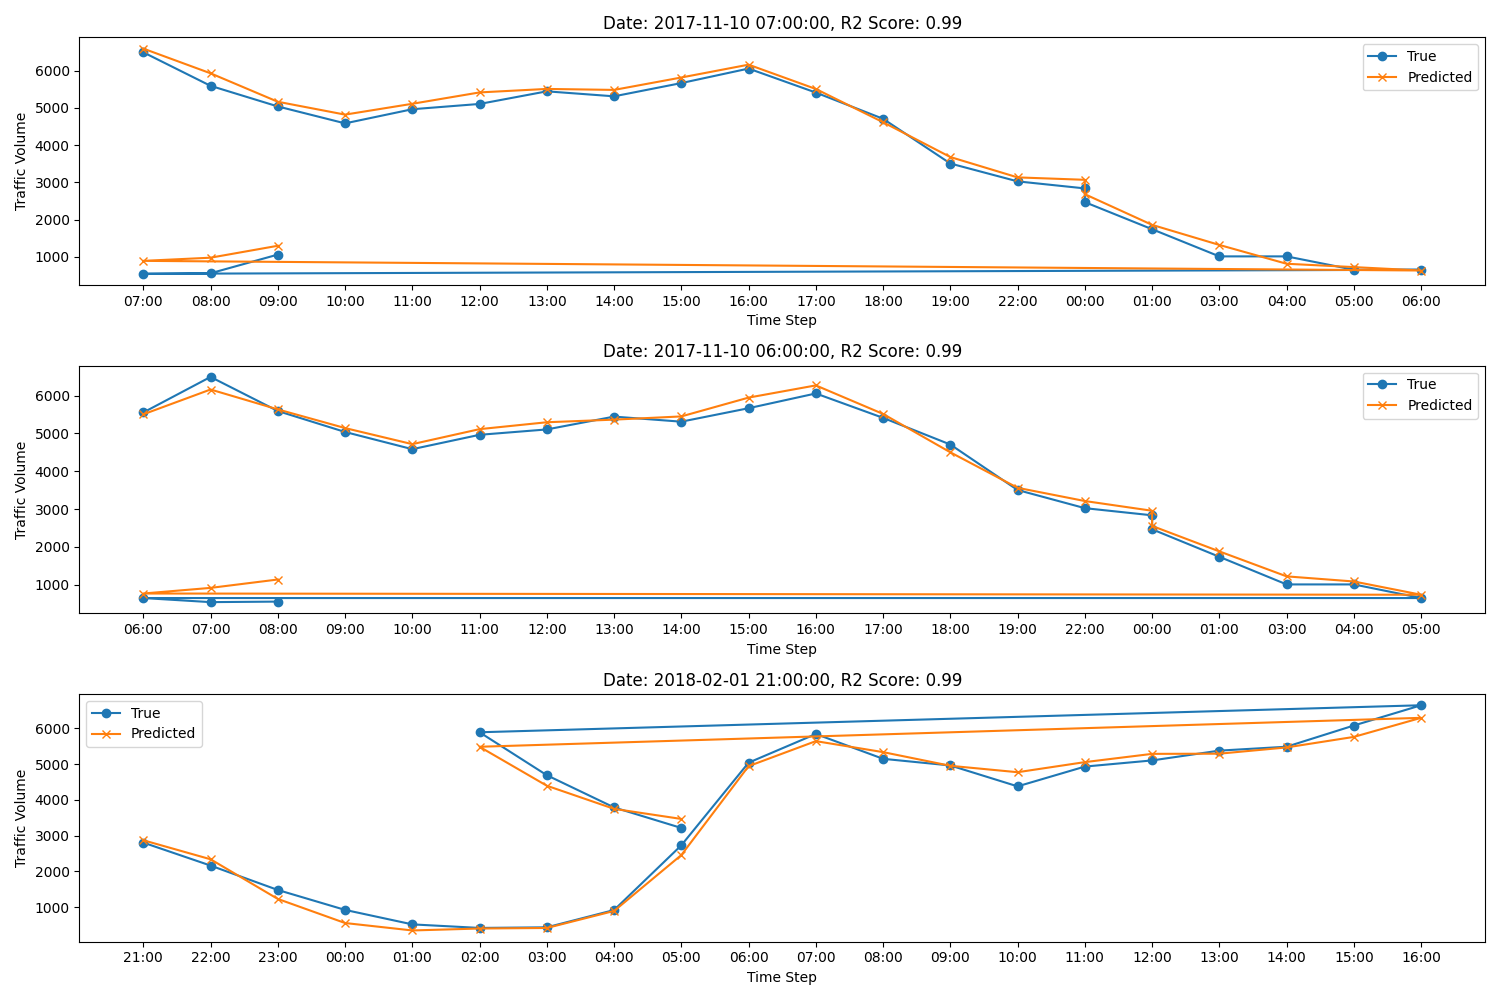 Date: 2017-11-10 07:00:00, R2 Score: 0.99
True
Predicted
Traffic Volume
6000
5000
4000
3000
2000
1000
07:00 08:00 09:00 10:00 11:00 12:00 13:00 14:00 15:00 16:00 17:00 18:00 19:00 22:00 00:00 01:00 03:00 04:00 05:00 06:00
Time Step
Date: 2017-11-10 06:00:00, R2 Score: 0.99
True
Predicted
Traffic Volume
6000
5000
4000
3000
2000
1000
06:00 07:00 08:00 09:00 10:00 11:00 12:00 13:00 14:00 15:00 16:00 17:00 18:00 19:00 22:00 00:00 01:00 03:00 04:00 05:00
Time Step
Date: 2018-02-01 21:00:00, R2 Score: 0.99
True
Predicted
Traffic Volume
6000
5000
4000
3000
2000
1000
21:00 22:00 23:00 00:00 01:00 02:00 03:00 04:00 05:00 06:00 07:00 08:00 09:00 10:00 11:00 12:00 13:00 14:00 15:00 16:00
Time Step